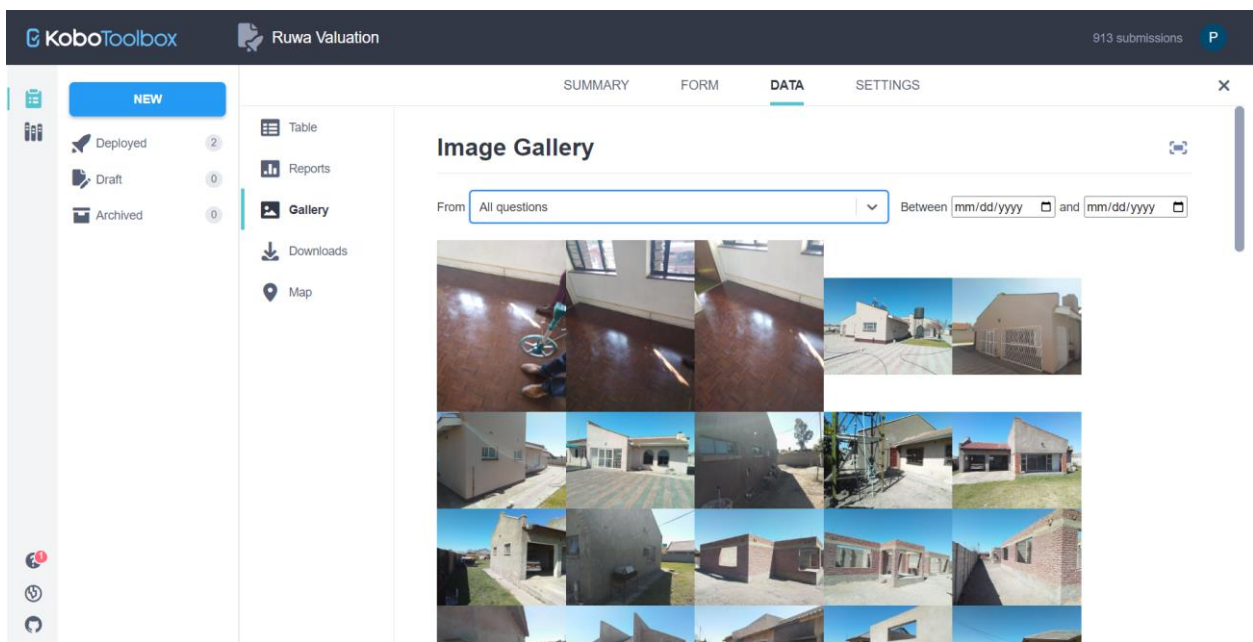 KoboToolbox
Ruwa Valuation
913 submissions
P
NEW
Deployed
2
Draft
0
Archived
0
1
SUMMARY
FORM
DATA
SETTINGS
Table
Reports
Gallery
Downloads
Map
Image Gallery
From
All questions
Between mm/dd/yyyy and mm/dd/yyyy